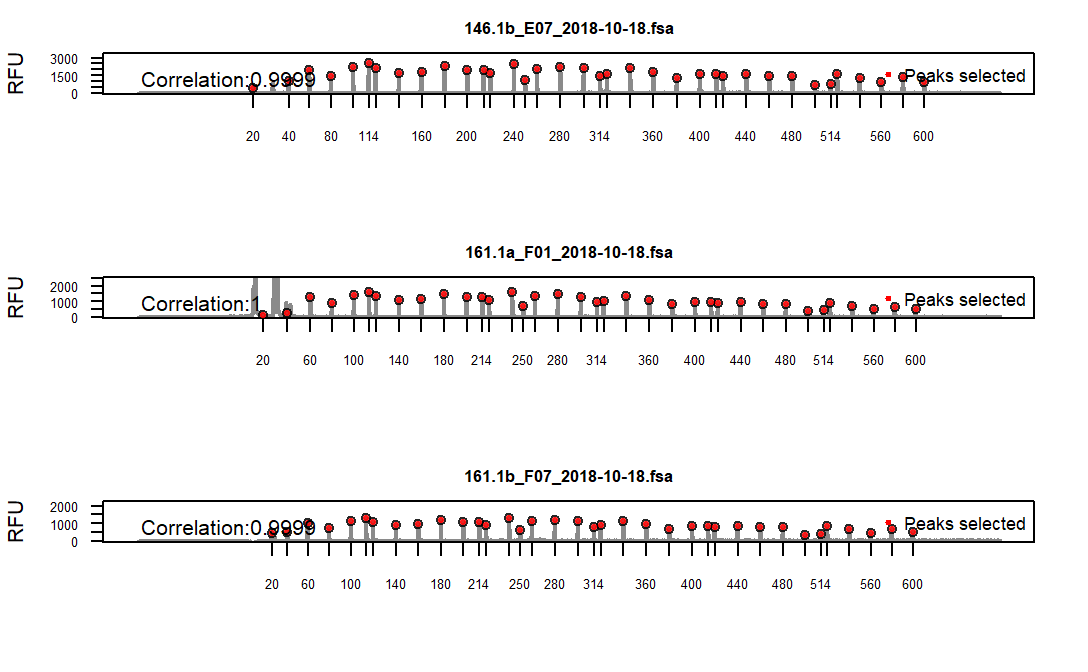 146.1b_E07_2018-10-18.fsa
RFU
3000
1500
0
Correlation:0.9999
Peaks selected
20 40 80 114 160 200 240 280 314 360 400 440 480 514 560 600
161.1a_F01_2018-10-18.fsa
RFU
2000
1000
0
Correlation:1
Peaks selected
20 60 100 140 180 214 250 280 314 360 400 440 480 514 560 600
161.1b_F07_2018-10-18.fsa
RFU
2000
1000
0
Correlation:0.9999
Peaks selected
20 60 100 140 180 214 250 280 314 360 400 440 480 514 560 600